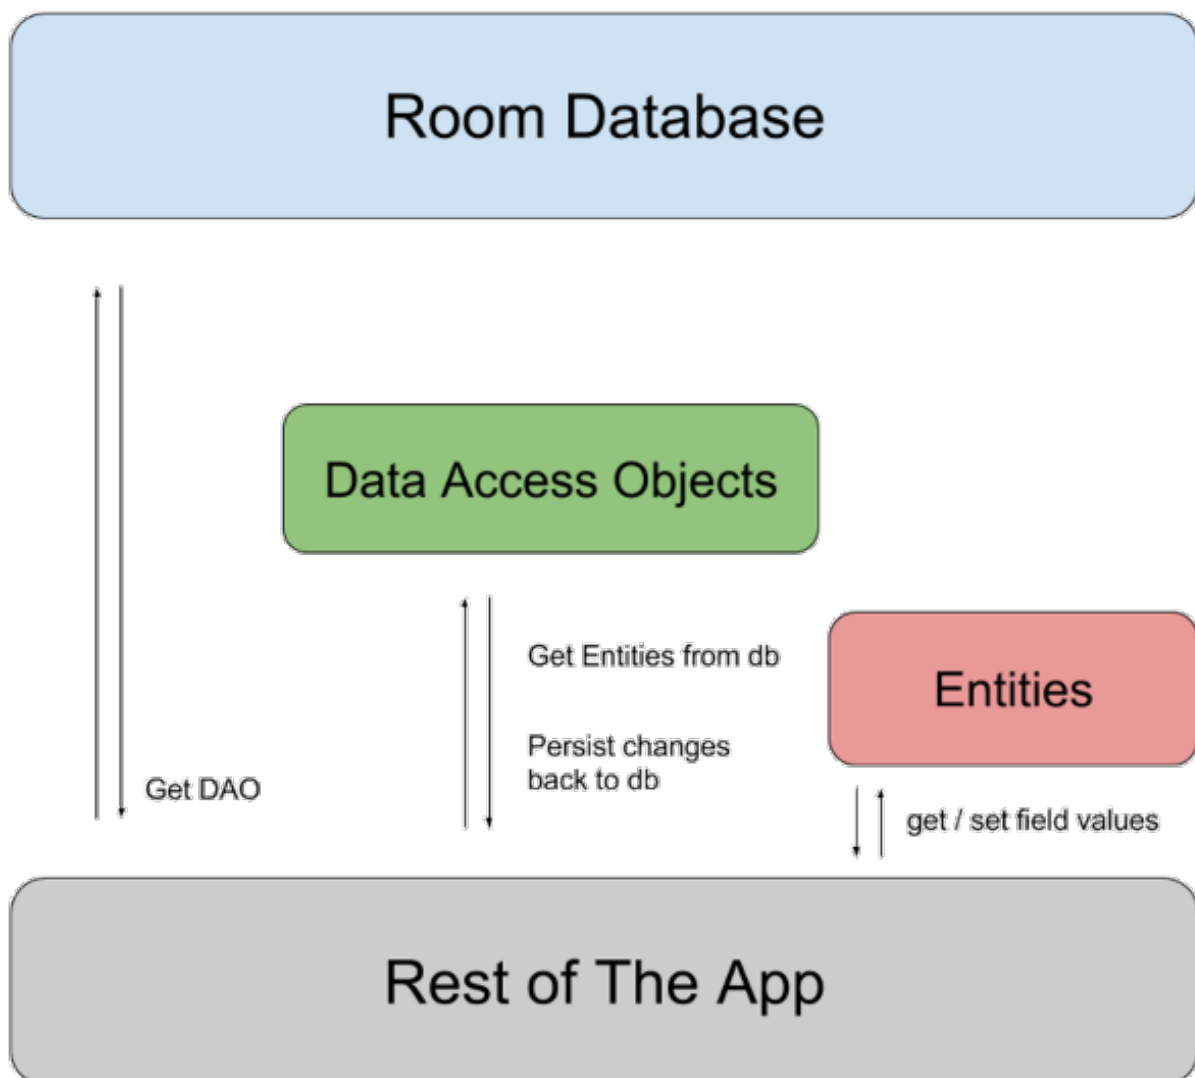 Room Database
Data Access Objects
Get Entities from db
Persist changes
back to db
Entities
Get DAO
get / set field values
Rest of The App